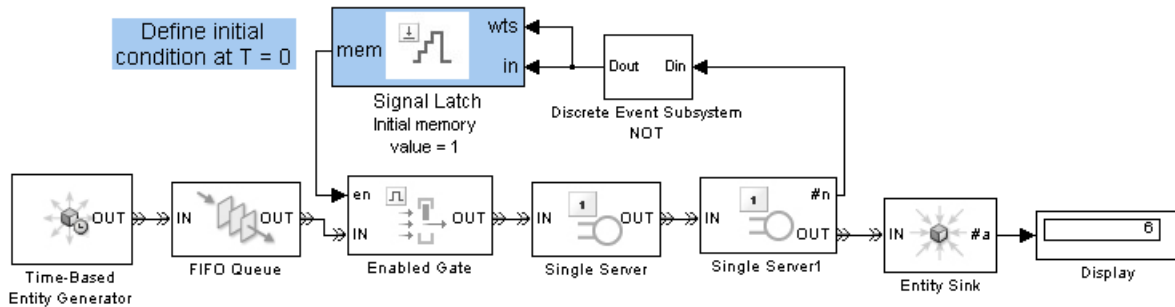 Define initial
condition at T = 0
mem
wts
in
Signal Latch
Initial memory
value = 1
Dout
Din
Discrete Event Subsystem
NOT
OUT
Time-Based
Entity Generator
IN
OUT
FIFO Queue
en
IN
OUT
Enabled Gate
IN
1
OUT
Single Server
IN
1
#n
OUT
Single Server1
IN
#a
Entity Sink
6
Display